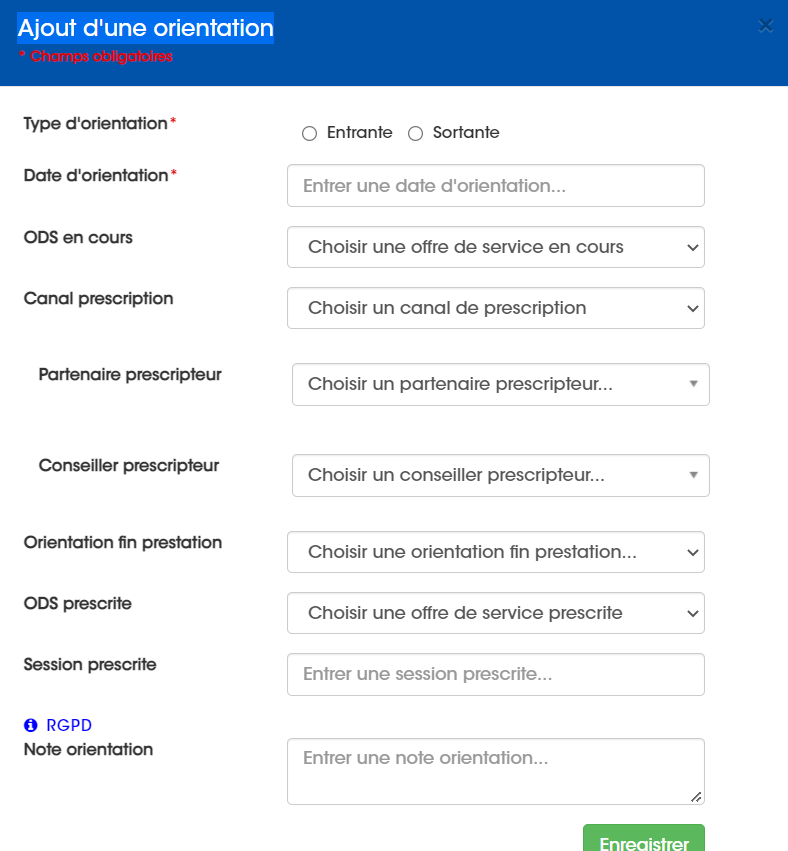 Ajout d'une orientation
* Champs obligatoires
Type d'orientation*
Entrante Sortante
Date d'orientation*
Entrer une date d'orientation...
ODS en cours
Choisir une offre de service en cours
Canal prescription
Choisir un canal de prescription
Partenaire prescripteur
Choisir un partenaire prescripteur...
Conseiller prescripteur
Choisir un conseiller prescripteur...
Orientation fin prestation
Choisir une orientation fin prestation...
ODS prescrite
Choisir une offre de service prescrite
Session prescrite
Entrer une session prescrite...
RGPD
Note orientation
Entrer une note orientation...
Enregistrer